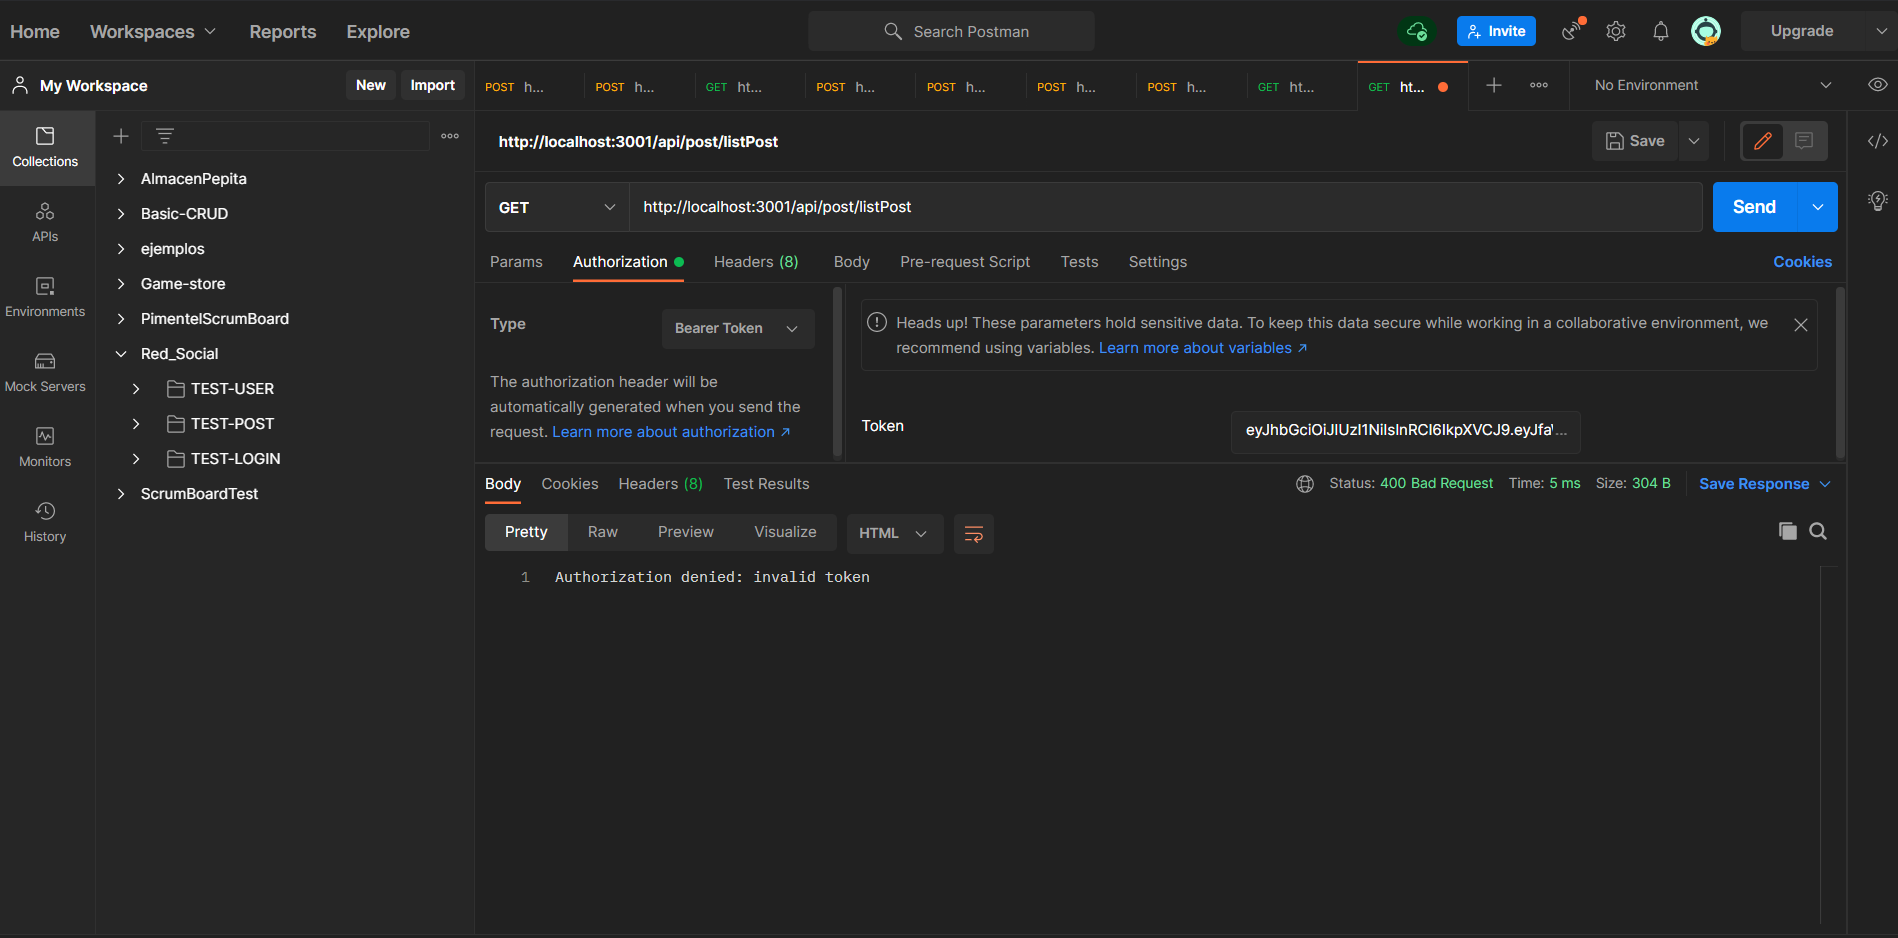 Home Workspaces Reports Explore Search Postman Invite Upgrade
My Workspace New Import POST h... POST h... GET ht... POST h... POST h... POST h... POST h... GET ht... GET ht... No Environment
http://localhost:3001/api/post/listPost Save
GET http://localhost:3001/api/post/listPost Send
Params Authorization Headers (8) Body Pre-request Script Tests Settings Cookies
Collections
APIs
Environments
Mock Servers
Monitors
History
AlmacenPepita
Basic-CRUD
ejemplos
Game-store
PimentelScrumBoard
Red_Social
TEST-USER
TEST-POST
TEST-LOGIN
ScrumBoardTest
Type Bearer Token
The authorization header will be
automatically generated when you send the
request. Learn more about authorization ↗
Heads up! These parameters hold sensitive data. To keep this data secure while working in a collaborative environment, we
recommend using variables. Learn more about variables ↗
Token
Body Cookies Headers (8) Test Results Status: 400 Bad Request Time: 5 ms Size: 304 B Save Response
Pretty Raw Preview Visualize HTML
1 Authorization denied: invalid token